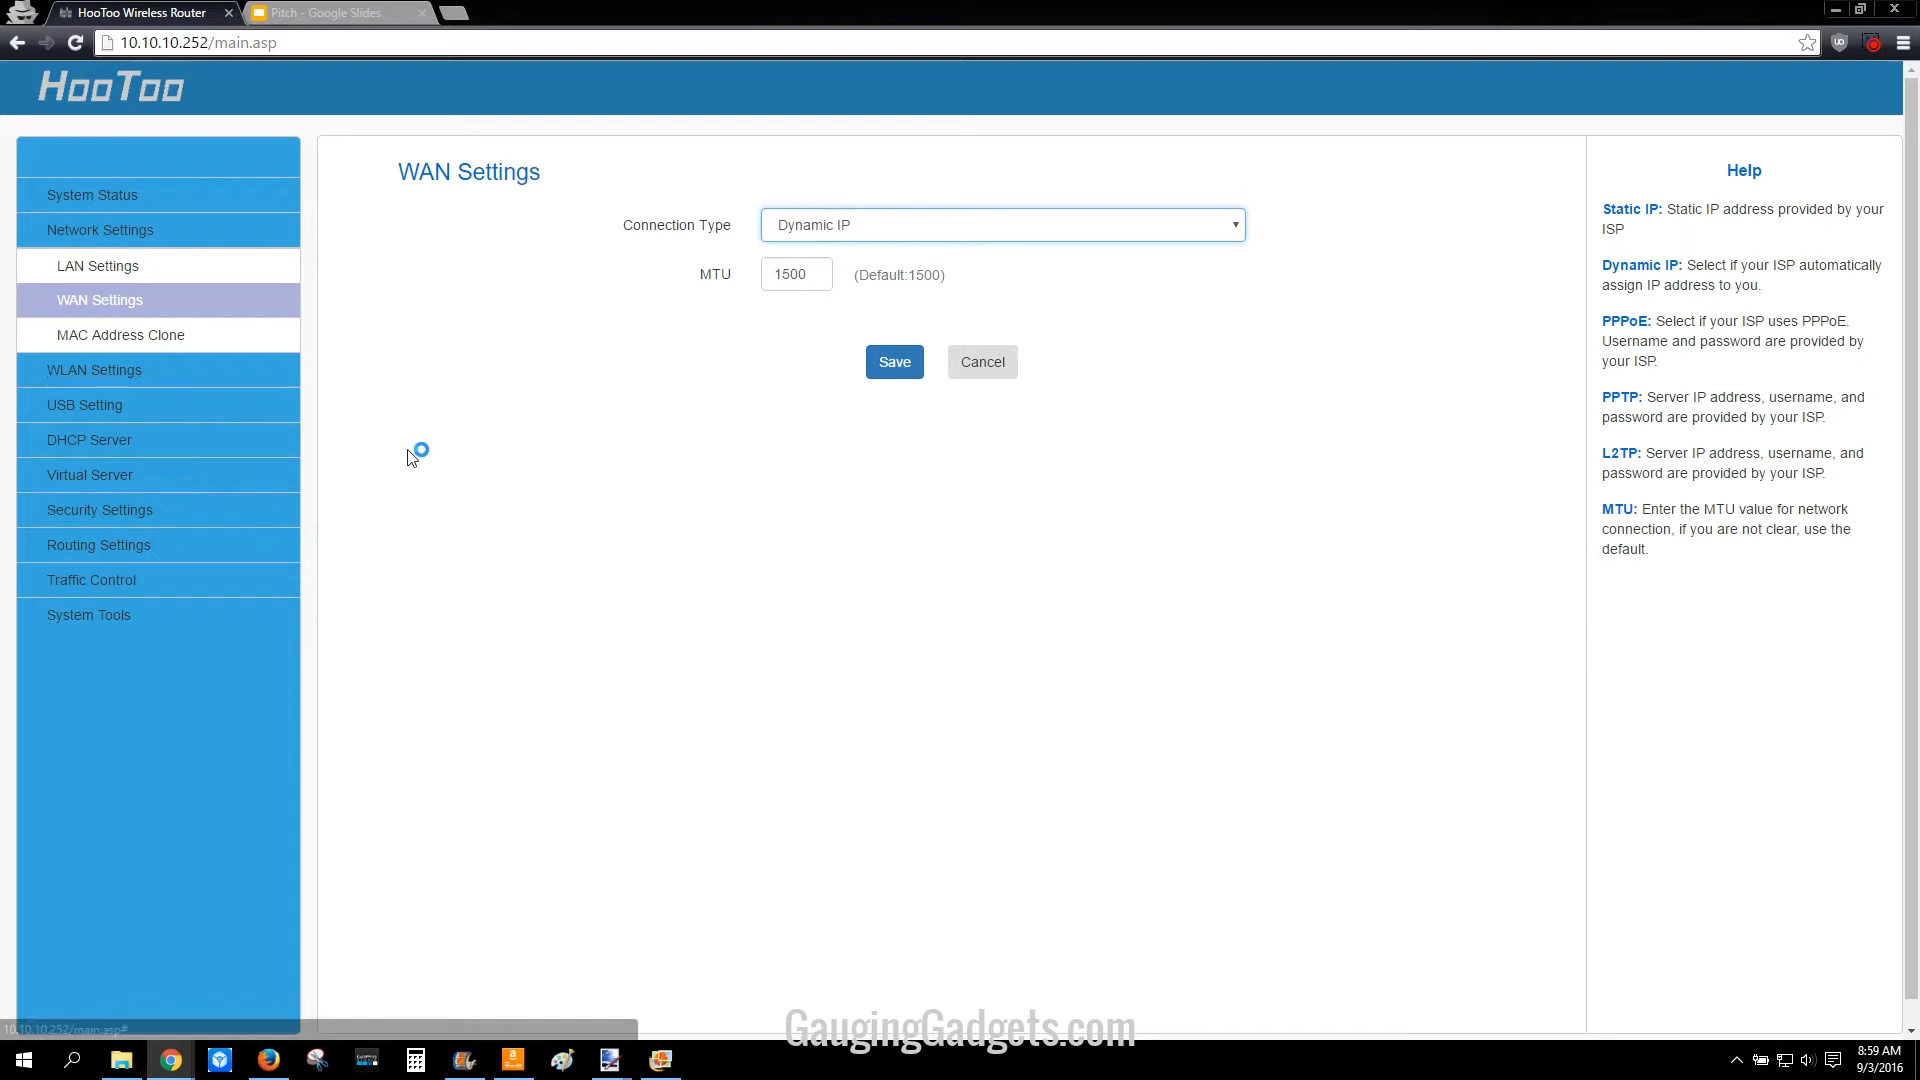 HooToo Wireless Router
Pitch - Google Slides
10.10.10.252/main.asp
HooToo
System Status
Network Settings
LAN Settings
WAN Settings
MAC Address Clone
WLAN Settings
USB Setting
DHCP Server
Virtual Server
Security Settings
Routing Settings
Traffic Control
System Tools
WAN Settings
Connection Type
Dynamic IP
MTU
1500
(Default:1500)
Save
Cancel
Help
Static IP: Static IP address provided by your
ISP
Dynamic IP: Select if your ISP automatically
assign IP address to you.
PPPoE: Select if your ISP uses PPPoE.
Username and password are provided by
your ISP.
PPTP: Server IP address, username, and
password are provided by your ISP.
L2TP: Server IP address, username, and
password are provided by your ISP.
MTU: Enter the MTU value for network
connection, if you are not clear, use the
default.
10.10.10.252/main.asp#
GaugingGadgets.com
8:59 AM
9/3/2016